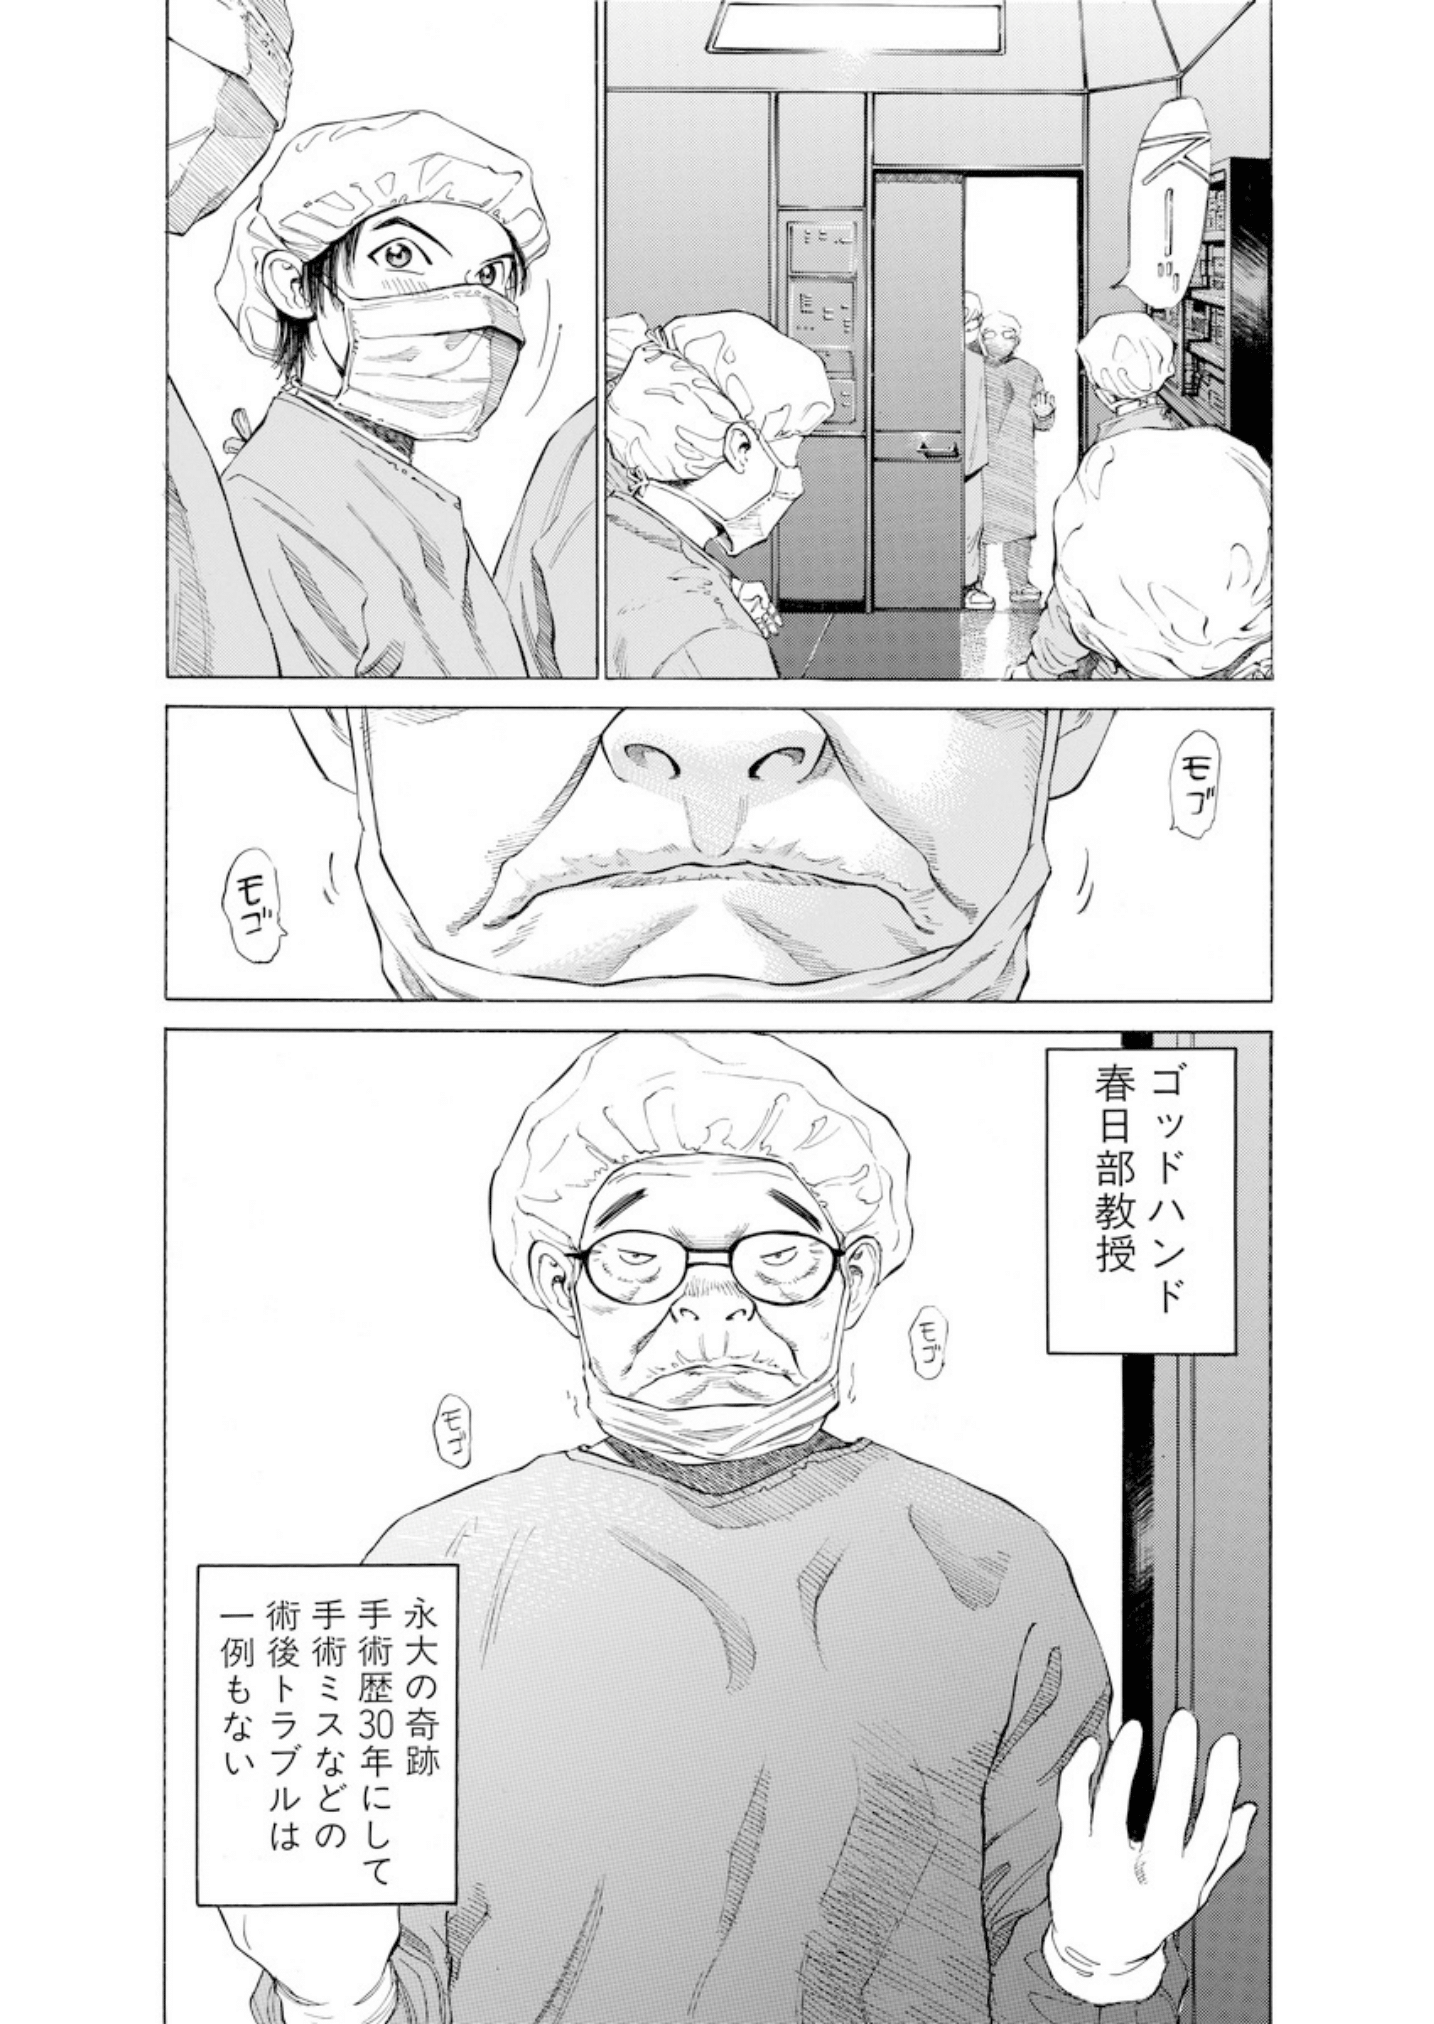 スーッ
モゴ
モゴ
ゴッドハンド
春日部教授
モゴ
モゴ
永大の奇跡
手術歴30年にして
手術ミスなどの
術後トラブルは
一例もない